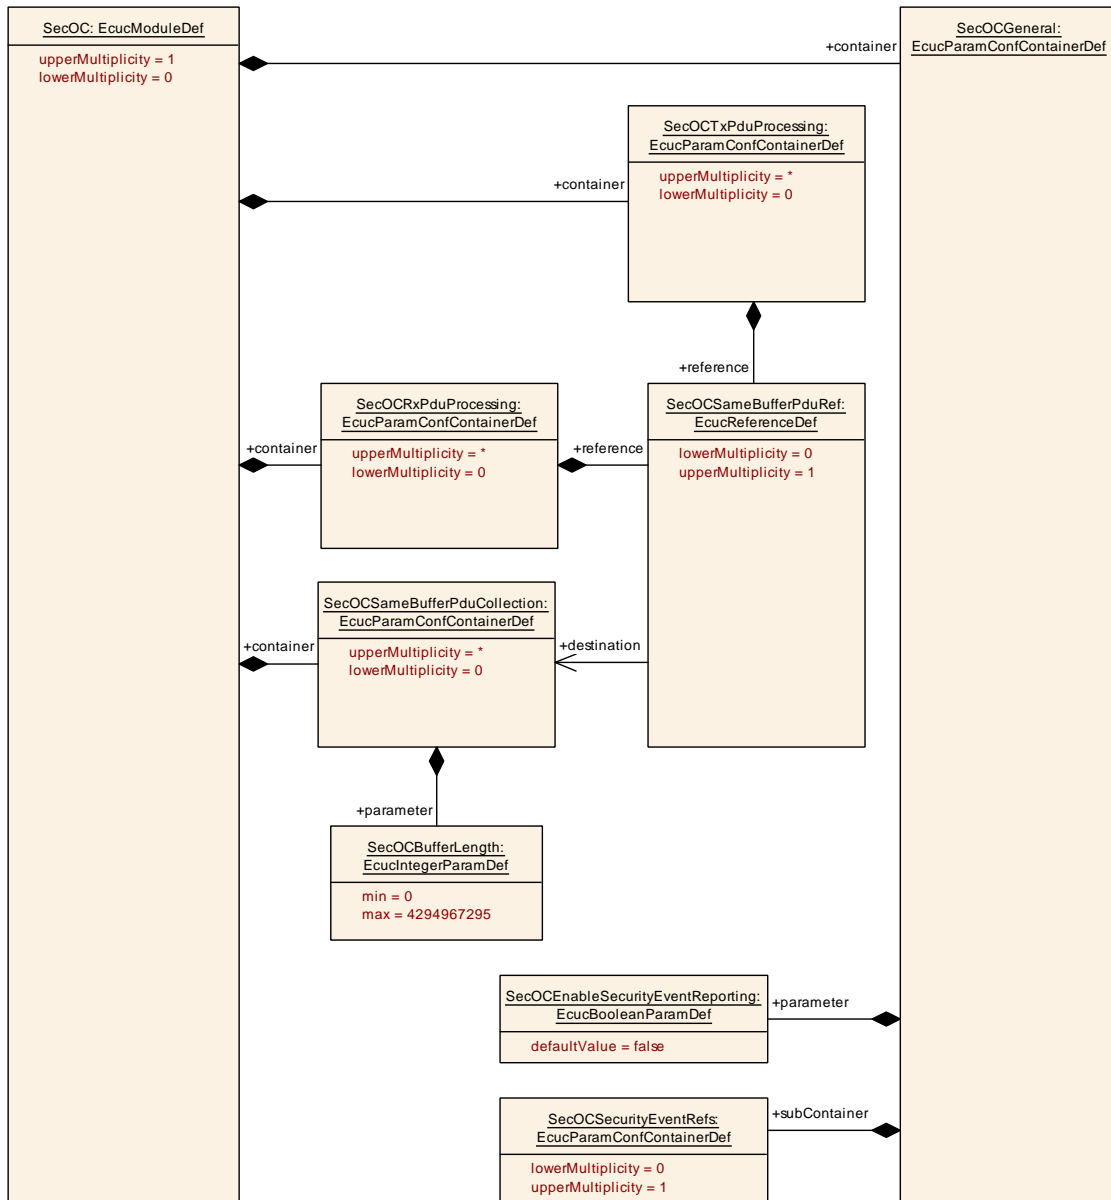 SecOC: EcucModuleDef
upperMultiplicity = 1
lowerMultiplicity = 0
+container
SecOCGeneral:
EcucParamConfContainerDef
SecOCTxPduProcessing:
EcucParamConfContainerDef
upperMultiplicity = *
lowerMultiplicity = 0
+container
+reference
SecOCRxPduProcessing:
EcucParamConfContainerDef
upperMultiplicity = *
lowerMultiplicity = 0
+container
+reference
SecOCSameBufferPduRef:
EcucReferenceDef
lowerMultiplicity = 0
upperMultiplicity = 1
SecOCSameBufferPduCollection:
EcucParamConfContainerDef
upperMultiplicity = *
lowerMultiplicity = 0
+container
+destination
+parameter
SecOCBufferLength:
EcucIntegerParamDef
min = 0
max = 4294967295
SecOCEnableSecurityEventReporting:
EcucBooleanParamDef
defaultValue = false
+parameter
SecOCSecurityEventRefs:
EcucParamConfContainerDef
lowerMultiplicity = 0
upperMultiplicity = 1
+subContainer